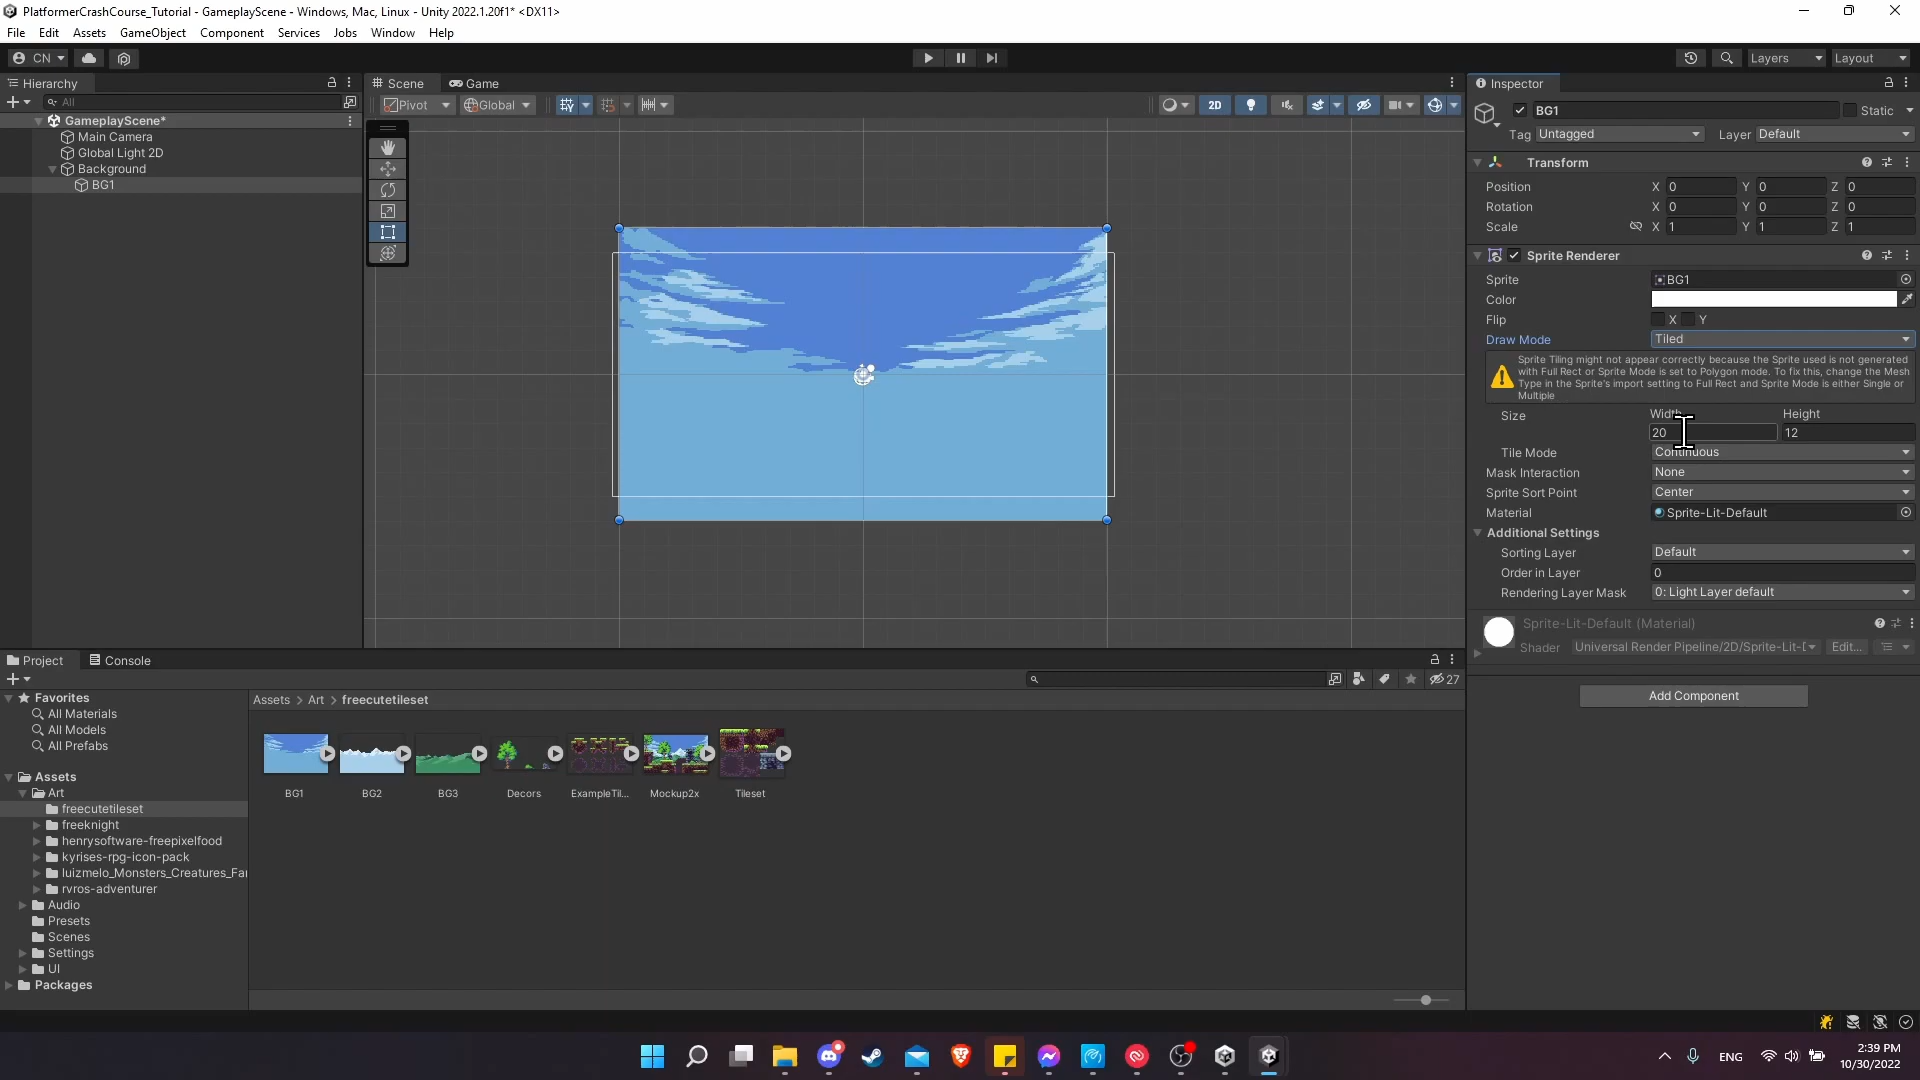 PlatformerCrashCourse_Tutorial - GameplayScene - Windows, Mac, Linux - Unity 2022.1.20f1* <DX11>
File Edit Assets GameObject Component Services Jobs Window Help
CN
Layers
Layout
Hierarchy
All
GameplayScene*
Main Camera
Global Light 2D
Background
BG1
Scene
Game
Pivot
Global
2D
Inspector
BG1
Static
Tag Untagged
Layer Default
Transform
Position X 0 Y 0 Z 0
Rotation X 0 Y 0 Z 0
Scale X 1 Y 1 Z 1
Sprite Renderer
Sprite BG1
Color
Flip X Y
Draw Mode Tiled
Sprite Tiling might not appear correctly because the Sprite used is not generated
with Full Rect or Sprite Mode is set to Polygon mode. To fix this, change the Mesh
Type in the Sprite's import setting to Full Rect and Sprite Mode is either Single or
Multiple
Size Width Height
20 12
Tile Mode Continuous
Mask Interaction None
Sprite Sort Point Center
Material Sprite-Lit-Default
Additional Settings
Sorting Layer Default
Order in Layer 0
Rendering Layer Mask 0: Light Layer default
Sprite-Lit-Default (Material)
Shader Universal Render Pipeline/2D/Sprite-Lit-D Edit...
Add Component
Project
Console
27
Favorites
All Materials
All Models
All Prefabs
Assets
Art
freecutetileset
freeknight
henrysoftware-freepixelfood
kyrises-rpg-icon-pack
luizmelo_Monsters_Creatures_Fan
rvros-adventurer
Audio
Presets
Scenes
Settings
UI
Packages
Assets > Art > freecutetileset
BG1
BG2
BG3
Decors
ExampleTil...
Mockup2x
Tileset
ENG
2:39 PM
10/30/2022